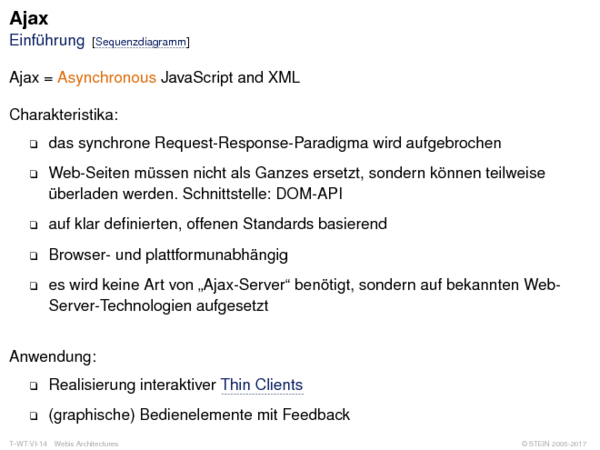 Ajax
Einführung [Sequenzdiagramm]
Ajax = Asynchronous JavaScript and XML
Charakteristika:
❑ das synchrone Request-Response-Paradigma wird aufgebrochen
❑ Web-Seiten müssen nicht als Ganzes ersetzt, sondern können teilweise
überladen werden. Schnittstelle: DOM-API
❑ auf klar definierten, offenen Standards basierend
❑ Browser- und plattformunabhängig
❑ es wird keine Art von „Ajax-Server“ benötigt, sondern auf bekannten Web-
Server-Technologien aufgesetzt
Anwendung:
❑ Realisierung interaktiver Thin Clients
❑ (graphische) Bedienelemente mit Feedback
T–WT:VI-14 Webis Architectures © STEIN 2005-2017